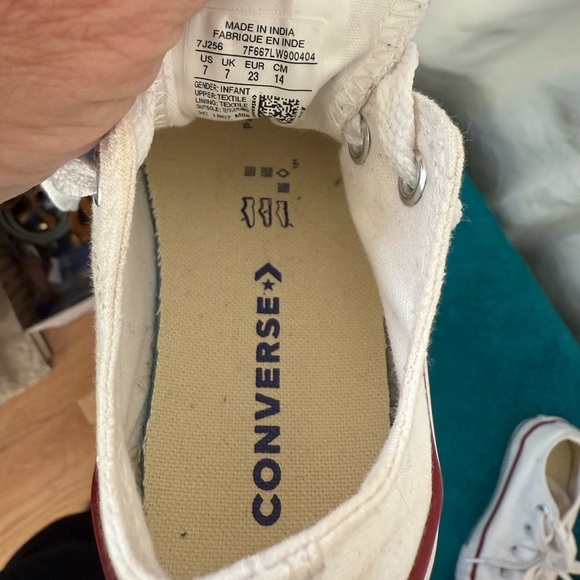 MADE IN INDIA
FABRIQUE EN INDE
7J256 7F667LW900404
US UK EUR CM
7 7 23 14
GENDER: INFANT
UPPER: TEXTILE
LINING: TEXTILE
CONVERSE